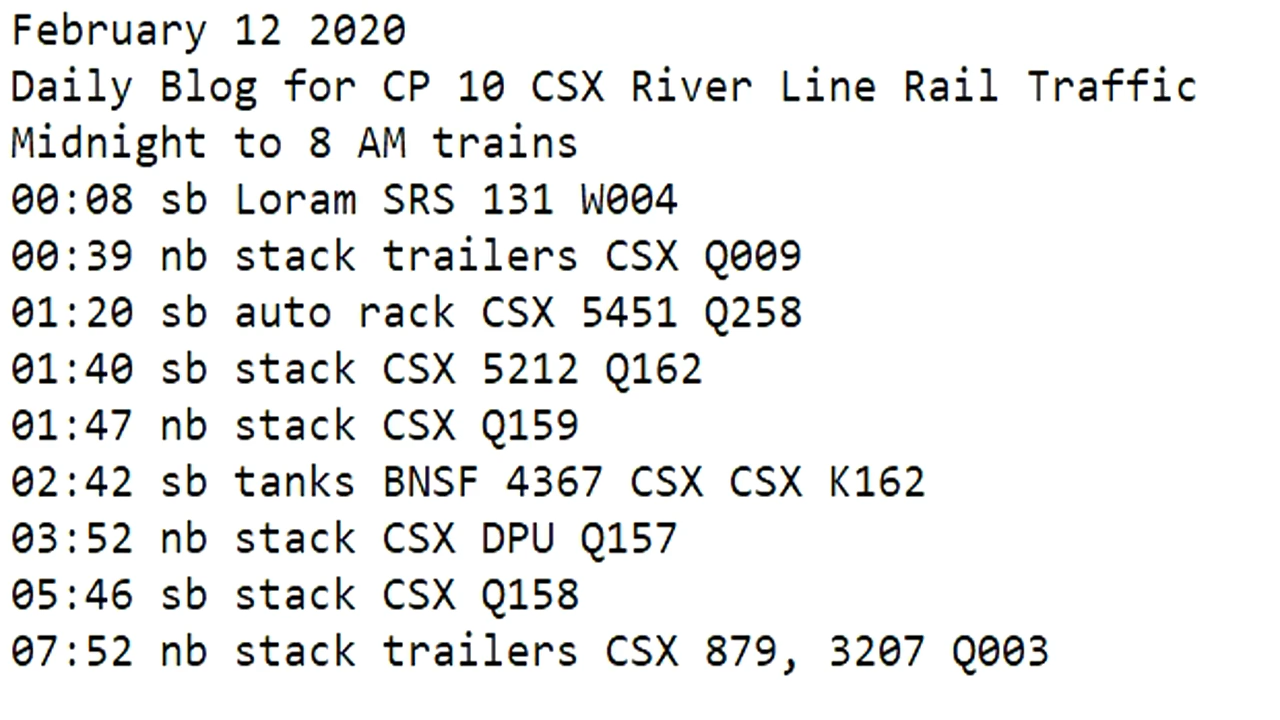 February 12 2020
Daily Blog for CP 10 CSX River Line Rail Traffic
Midnight to 8 AM trains
00:08 sb Loram SRS 131 W004
00:39 nb stack trailers CSX Q009
01:20 sb auto rack CSX 5451 Q258
01:40 sb stack CSX 5212 Q162
01:47 nb stack CSX Q159
02:42 sb tanks BNSF 4367 CSX CSX K162
03:52 nb stack CSX DPU Q157
05:46 sb stack CSX Q158
07:52 nb stack trailers CSX 879, 3207 Q003